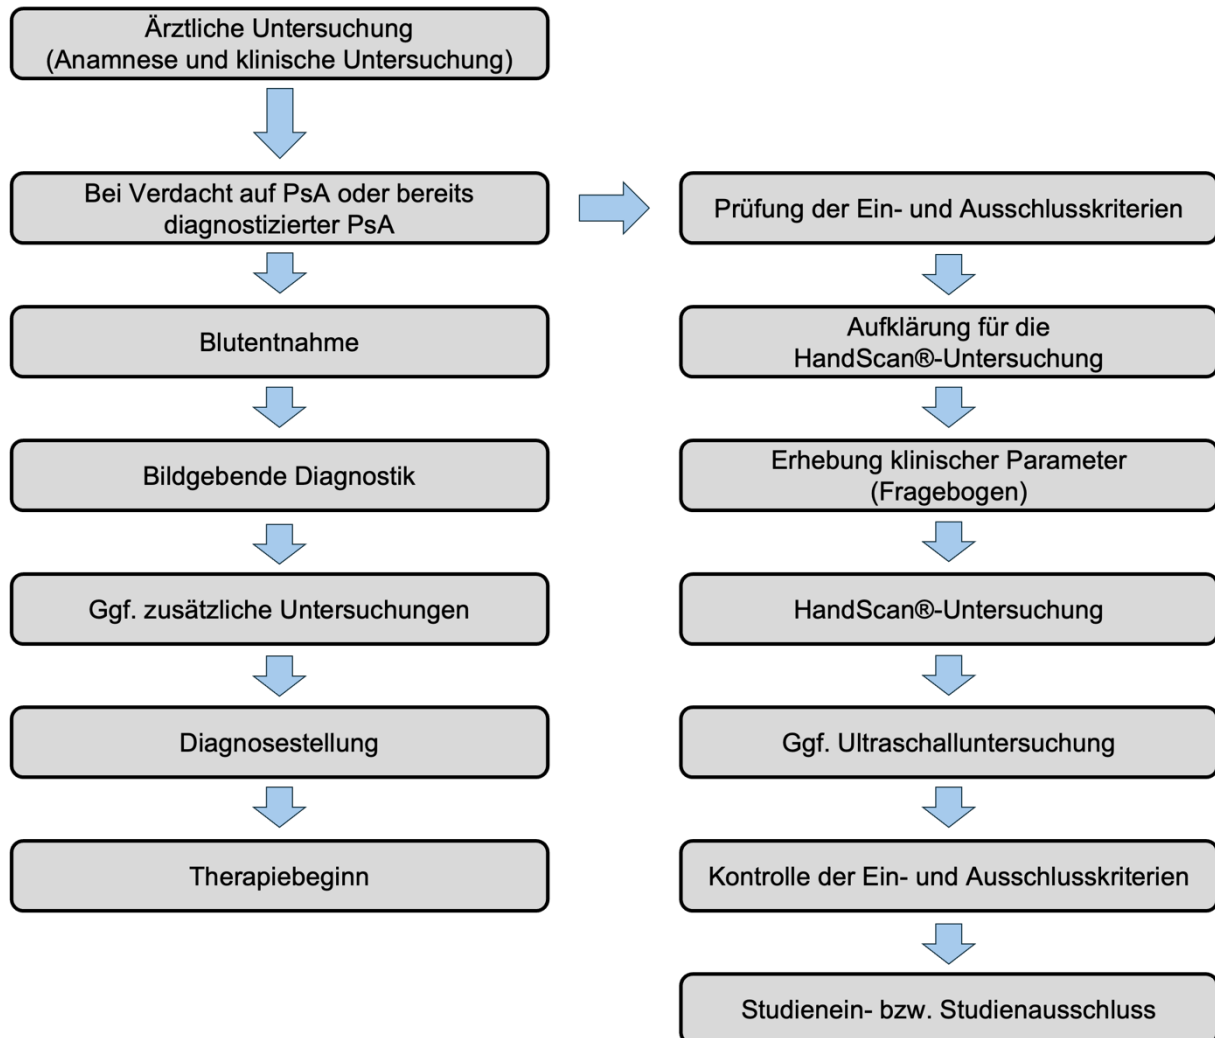 Ärztliche Untersuchung
(Anamnese und klinische Untersuchung)
Bei Verdacht auf PsA oder bereits
diagnostizierter PsA
Blutentnahme
Bildgebende Diagnostik
Ggf. zusätzliche Untersuchungen
Diagnosestellung
Therapiebeginn
Prüfung der Ein- und Ausschlusskriterien
Aufklärung für die
HandScan®-Untersuchung
Erhebung klinischer Parameter
(Fragebogen)
HandScan®-Untersuchung
Ggf. Ultraschalluntersuchung
Kontrolle der Ein- und Ausschlusskriterien
Studienein- bzw. Studienausschluss